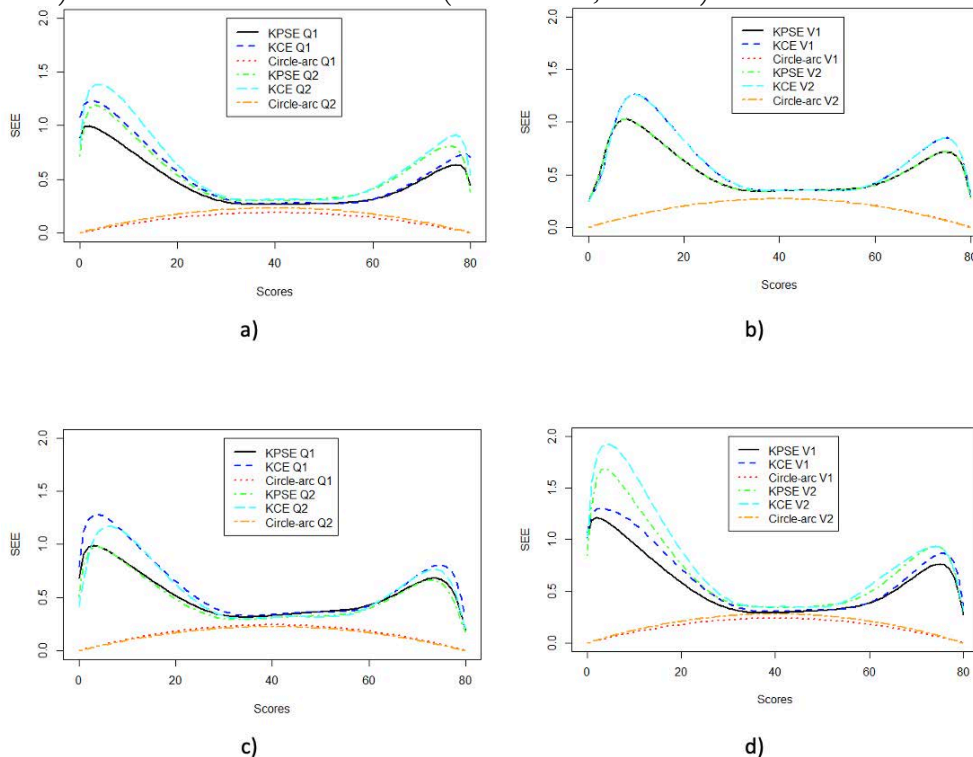 2.0
1.5
1.0
0.5
0.0
SEE
KPSE Q1
KCE Q1
Circle-arc Q1
KPSE Q2
KCE Q2
Circle-arc Q2
0 20 40 60 80
Scores
a)
2.0
1.5
1.0
0.5
0.0
SEE
KPSE V1
KCE V1
Circle-arc V1
KPSE V2
KCE V2
Circle-arc V2
0 20 40 60 80
Scores
b)
2.0
1.5
1.0
0.5
0.0
SEE
KPSE Q1
KCE Q1
Circle-arc Q1
KPSE Q2
KCE Q2
Circle-arc Q2
0 20 40 60 80
Scores
c)
2.0
1.5
1.0
0.5
0.0
SEE
KPSE V1
KCE V1
Circle-arc V1
KPSE V2
KCE V2
Circle-arc V2
0 20 40 60 80
Scores
d)